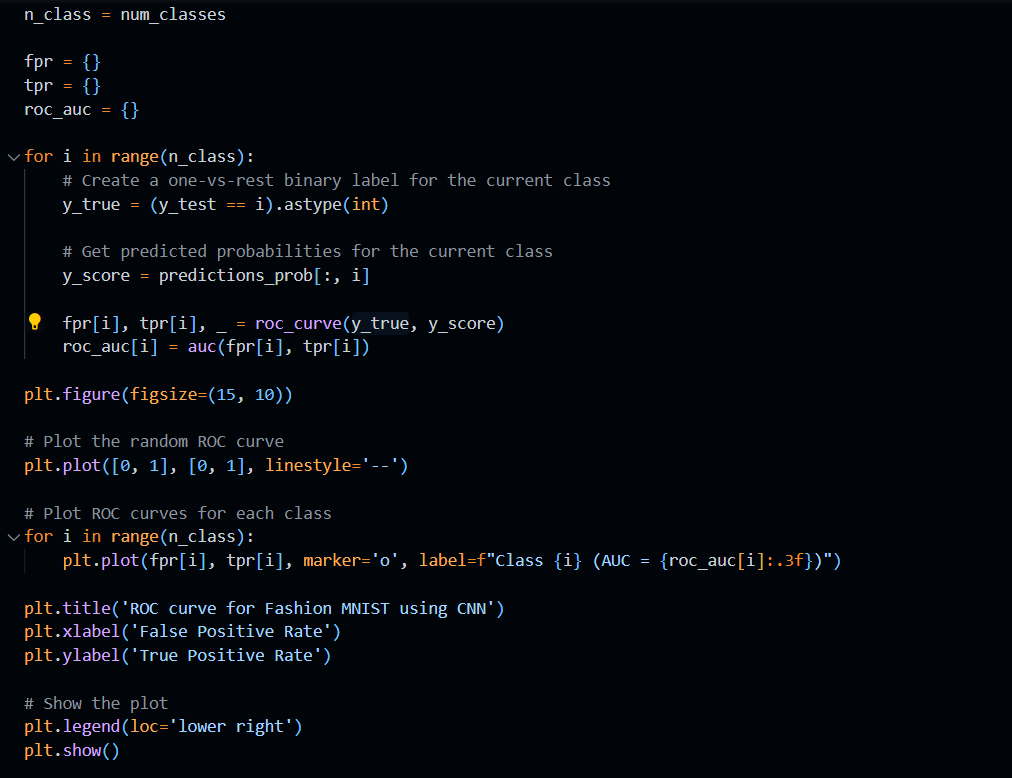 n_class = num_classes
fpr = {}
tpr = {}
roc_auc = {}
for i in range(n_class):
# Create a one-vs-rest binary label for the current class
y_true = (y_test == i).astype(int)
# Get predicted probabilities for the current class
y_score = predictions_prob[:, i]
fpr[i], tpr[i], _ = roc_curve(y_true, y_score)
roc_auc[i] = auc(fpr[i], tpr[i])
plt.figure(figsize=(15, 10))
# Plot the random ROC curve
plt.plot([0, 1], [0, 1], linestyle='--')
# Plot ROC curves for each class
for i in range(n_class):
plt.plot(fpr[i], tpr[i], marker='o', label=f"Class {i} (AUC = {roc_auc[i]:.3f})")
plt.title('ROC curve for Fashion MNIST using CNN')
plt.xlabel('False Positive Rate')
plt.ylabel('True Positive Rate')
# Show the plot
plt.legend(loc='lower right')
plt.show()